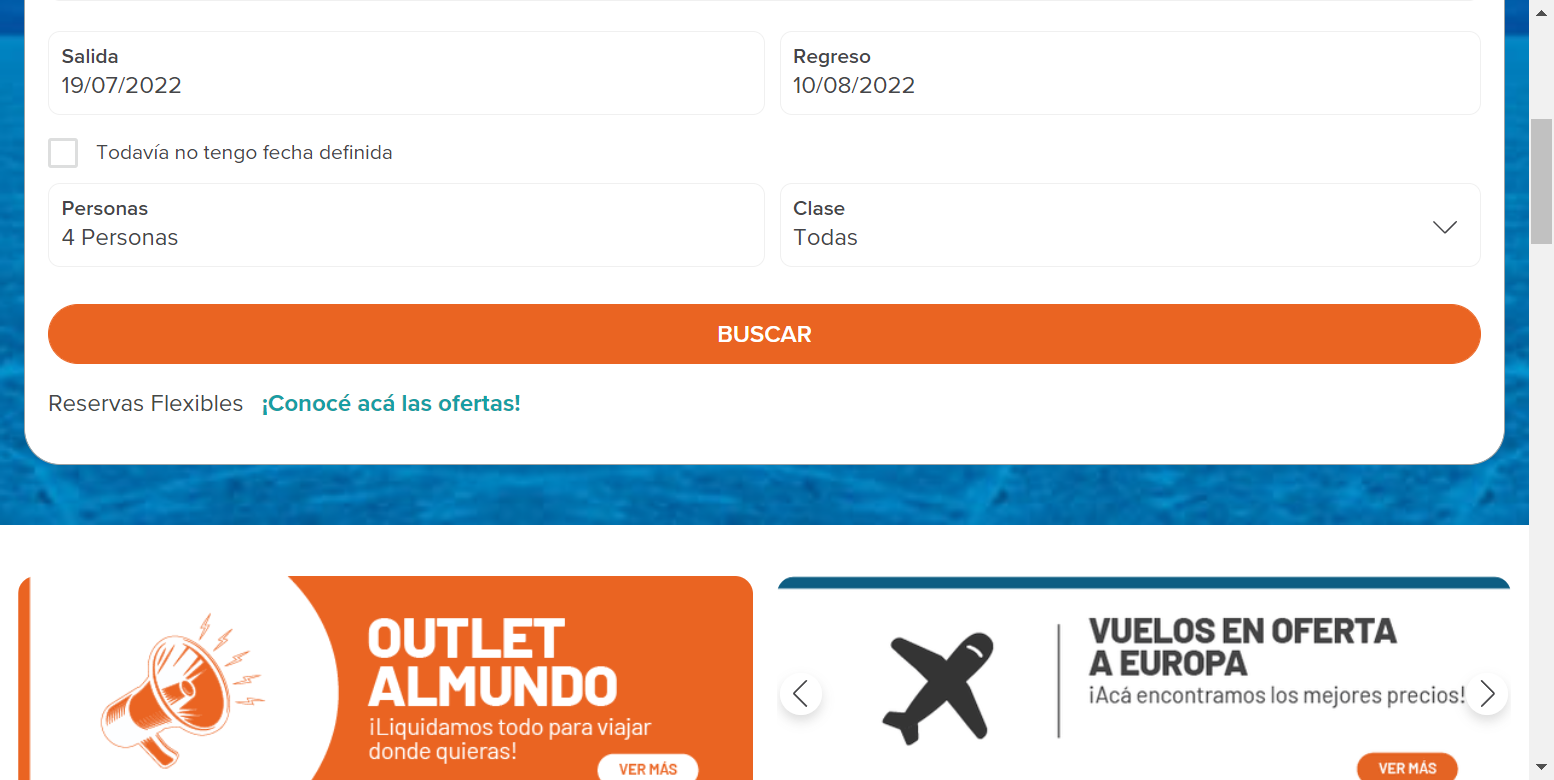 Salida
19/07/2022
Regreso
10/08/2022
Todavía no tengo fecha definida
Personas
4 Personas
Clase
Todas
BUSCAR
Reservas Flexibles ¡Conocé acá las ofertas!
OUTLET
ALMUNDO
¡Liquidamos todo para viajar
donde quieras!
VER MÁS
VUELOS EN OFERTA
A EUROPA
¡Acá encontramos los mejores precios!
VER MÁS